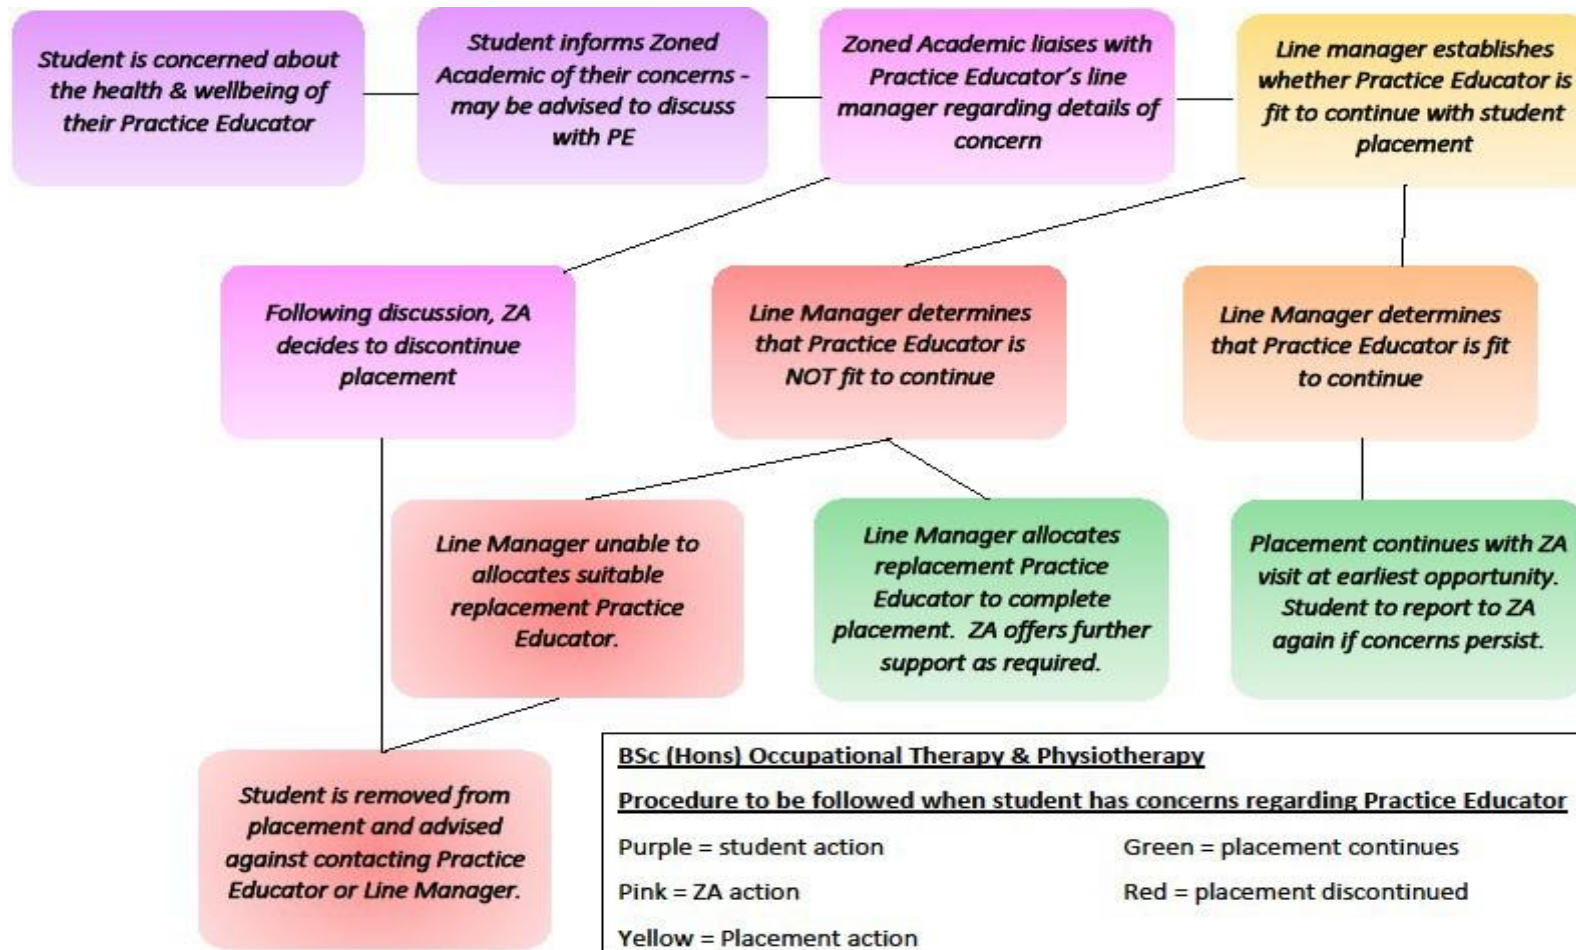 Student is concerned about
the health & wellbeing of
their Practice Educator
Student informs Zoned
Academic of their concerns -
may be advised to discuss
with PE
Zoned Academic liaises with
Practice Educator's line
manager regarding details of
concern
Line manager establishes
whether Practice Educator is
fit to continue with student
placement
Following discussion, ZA
decides to discontinue
placement
Line Manager determines
that Practice Educator is
NOT fit to continue
Line Manager determines
that Practice Educator is fit
to continue
Line Manager unable to
allocates suitable
replacement Practice
Educator.
Line Manager allocates
replacement Practice
Educator to complete
placement. ZA offers further
support as required.
Placement continues with ZA
visit at earliest opportunity.
Student to report to ZA
again if concerns persist.
Student is removed from
placement and advised
against contacting Practice
Educator or Line Manager.
BSc (Hons) Occupational Therapy & Physiotherapy
Procedure to be followed when student has concerns regarding Practice Educator
Purple = student action
Green = placement continues
Pink = ZA action
Red = placement discontinued
Yellow = Placement action